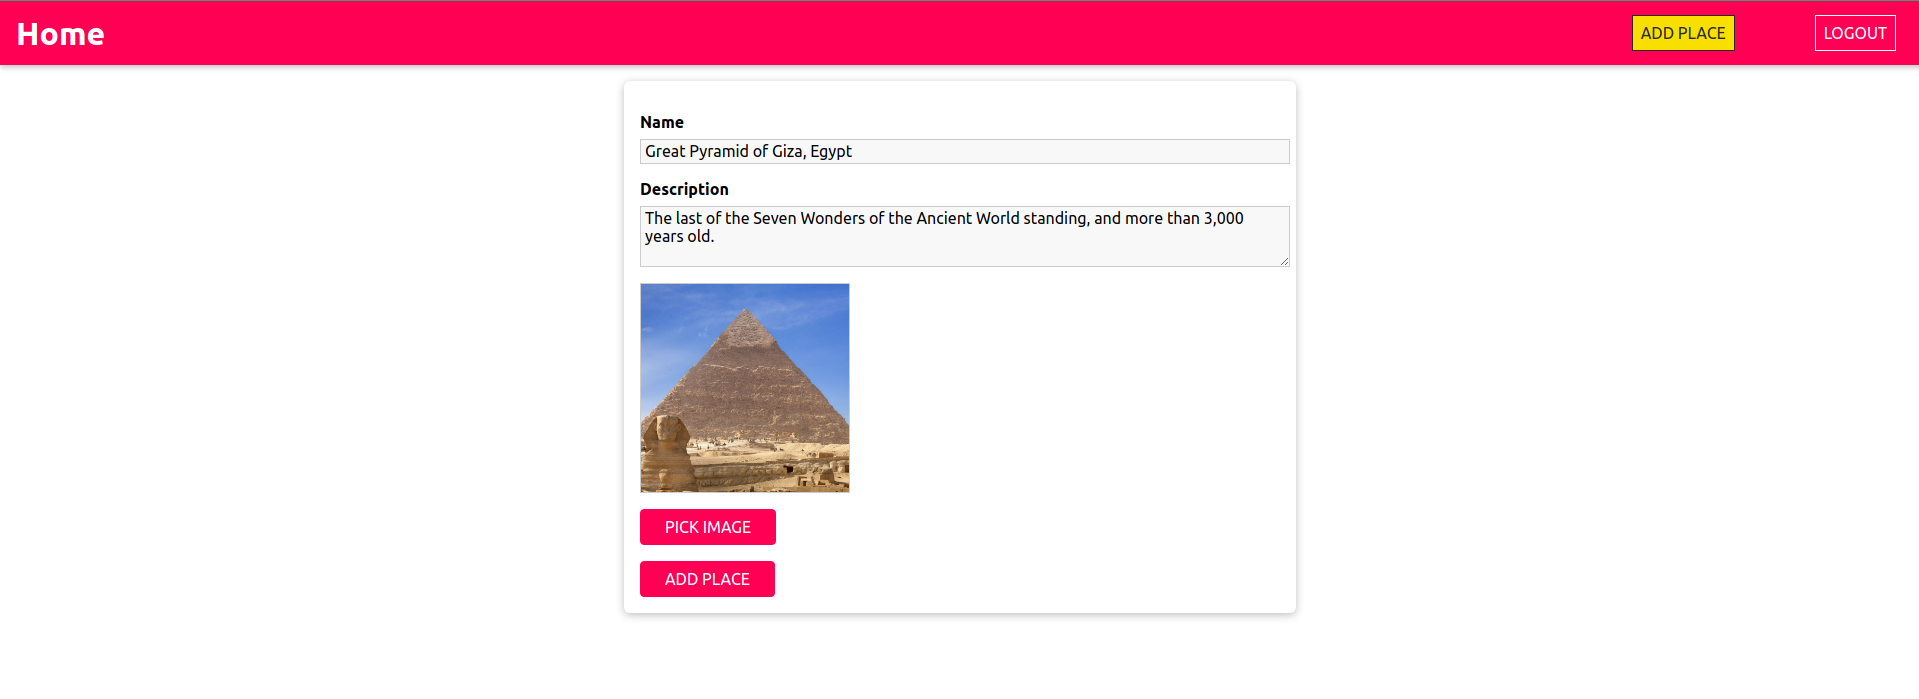 Home
ADD PLACE
LOGOUT
Name
Great Pyramid of Giza, Egypt
Description
The last of the Seven Wonders of the Ancient World standing, and more than 3,000
years old.
PICK IMAGE
ADD PLACE